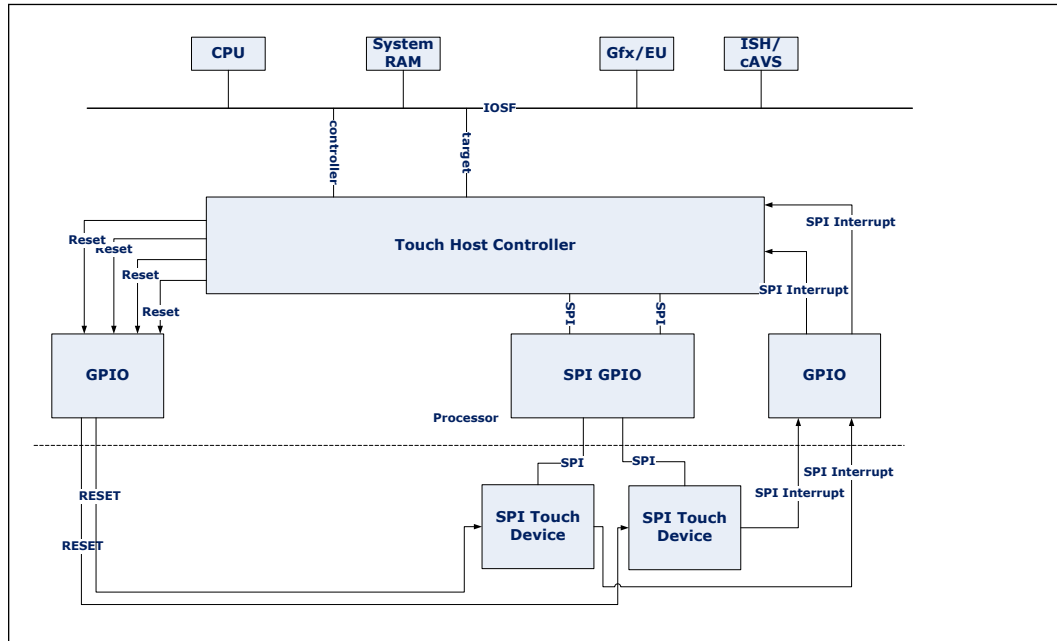 CPU
System
RAM
Gfx/EU
ISH/
cAVS
IOSF
controller
target
Touch Host Controller
Reset
Reset
Reset
Reset
SPI Interrupt
SPI Interrupt
SPI
SPI
GPIO
SPI GPIO
GPIO
Processor
SPI
SPI
SPI Interrupt
SPI Interrupt
RESET
RESET
SPI Touch
Device
SPI Touch
Device